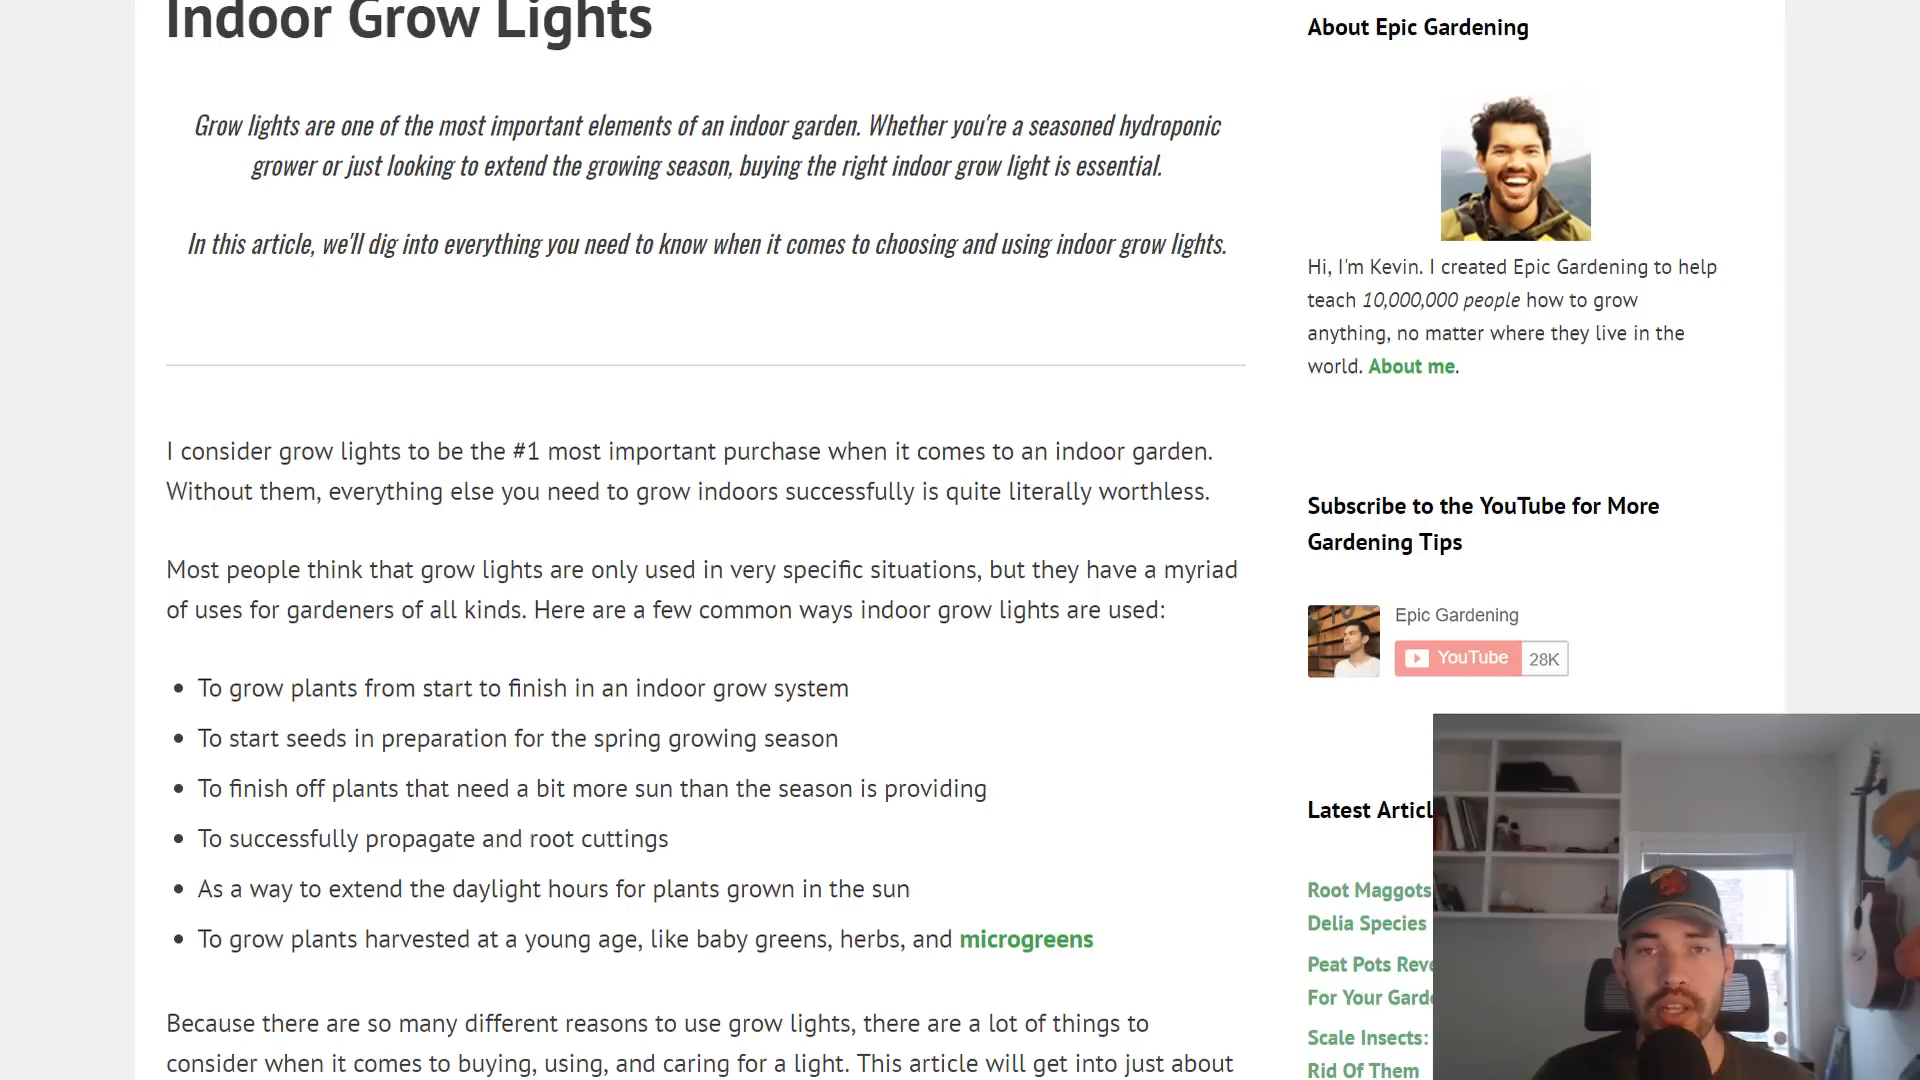 Indoor Grow Lights
Grow lights are one of the most important elements of an indoor garden. Whether you're a seasoned hydroponic
grower or just looking to extend the growing season, buying the right indoor grow light is essential.
In this article, we'll dig into everything you need to know when it comes to choosing and using indoor grow lights.
I consider grow lights to be the #1 most important purchase when it comes to an indoor garden.
Without them, everything else you need to grow indoors successfully is quite literally worthless.
Most people think that grow lights are only used in very specific situations, but they have a myriad
of uses for gardeners of all kinds. Here are a few common ways indoor grow lights are used:
• To grow plants from start to finish in an indoor grow system
• To start seeds in preparation for the spring growing season
• To finish off plants that need a bit more sun than the season is providing
• To successfully propagate and root cuttings
• As a way to extend the daylight hours for plants grown in the sun
• To grow plants harvested at a young age, like baby greens, herbs, and microgreens
Because there are so many different reasons to use grow lights, there are a lot of things to
consider when it comes to buying, using, and caring for a light. This article will get into just about
About Epic Gardening
Hi, I'm Kevin. I created Epic Gardening to help
teach 10,000,000 people how to grow
anything, no matter where they live in the
world. About me.
Subscribe to the YouTube for More
Gardening Tips
Epic Gardening
YouTube 28K
Latest Articl
Root Maggots
Delia Species
Peat Pots Reve
For Your Garde
Scale Insects:
Rid Of Them